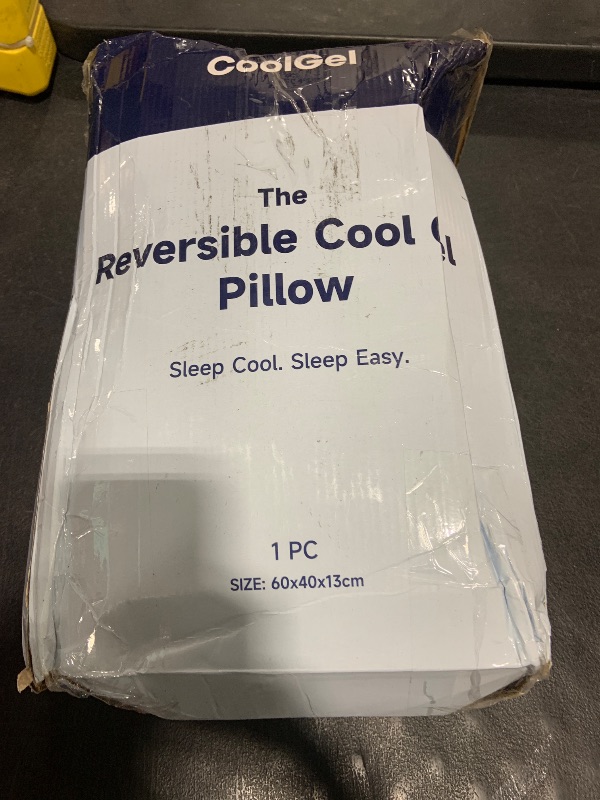 CoolGel
The
Reversible Cool
Pillow
Sleep Cool. Sleep Easy.
1 PC
SIZE: 60x40x13cm